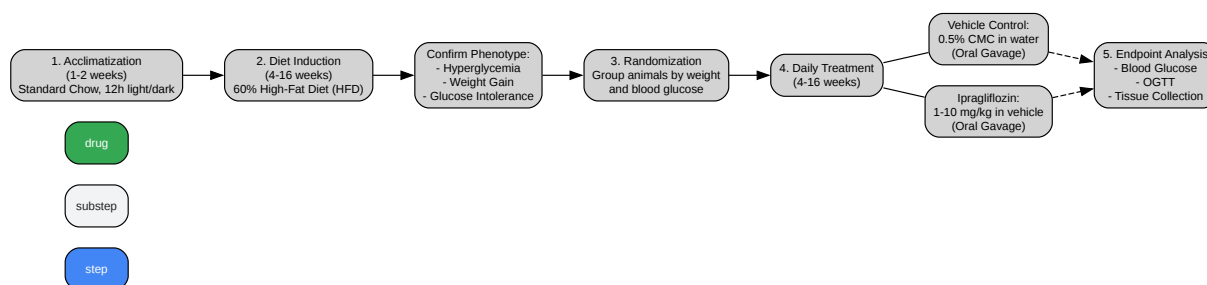 1. Acclimatization
(1-2 weeks)
Standard Chow, 12h light/dark
2. Diet Induction
(4-16 weeks)
60% High-Fat Diet (HFD)
Confirm Phenotype:
- Hyperglycemia
- Weight Gain
- Glucose Intolerance
3. Randomization
Group animals by weight
and blood glucose
4. Daily Treatment
(4-16 weeks)
Vehicle Control:
0.5% CMC in water
(Oral Gavage)
Ipragliflozin:
1-10 mg/kg in vehicle
(Oral Gavage)
5. Endpoint Analysis
- Blood Glucose
- OGTT
- Tissue Collection
drug
substep
step